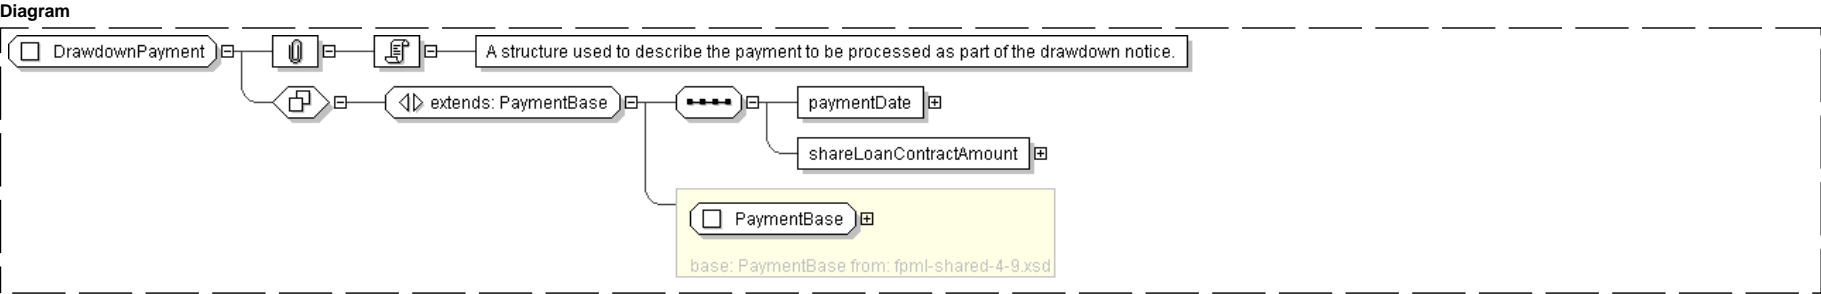 Diagram
DrawdownPayment
A structure used to describe the payment to be processed as part of the drawdown notice.
extends: PaymentBase
paymentDate
shareLoanContractAmount
PaymentBase
base: PaymentBase from: fpml-shared-4-9.xsd